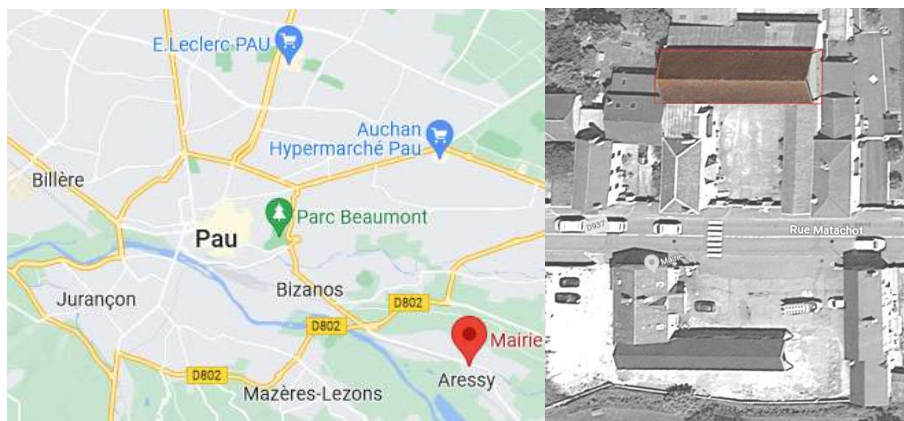 E.Leclerc PAU
Auchan
Hypermarché Pau
Billère
Parc Beaumont
Pau
Bizanos
Jurançon
D802
Mairie
D802
Aressy
Mazères-Lezons
D937
Rue Matachot
Mairie